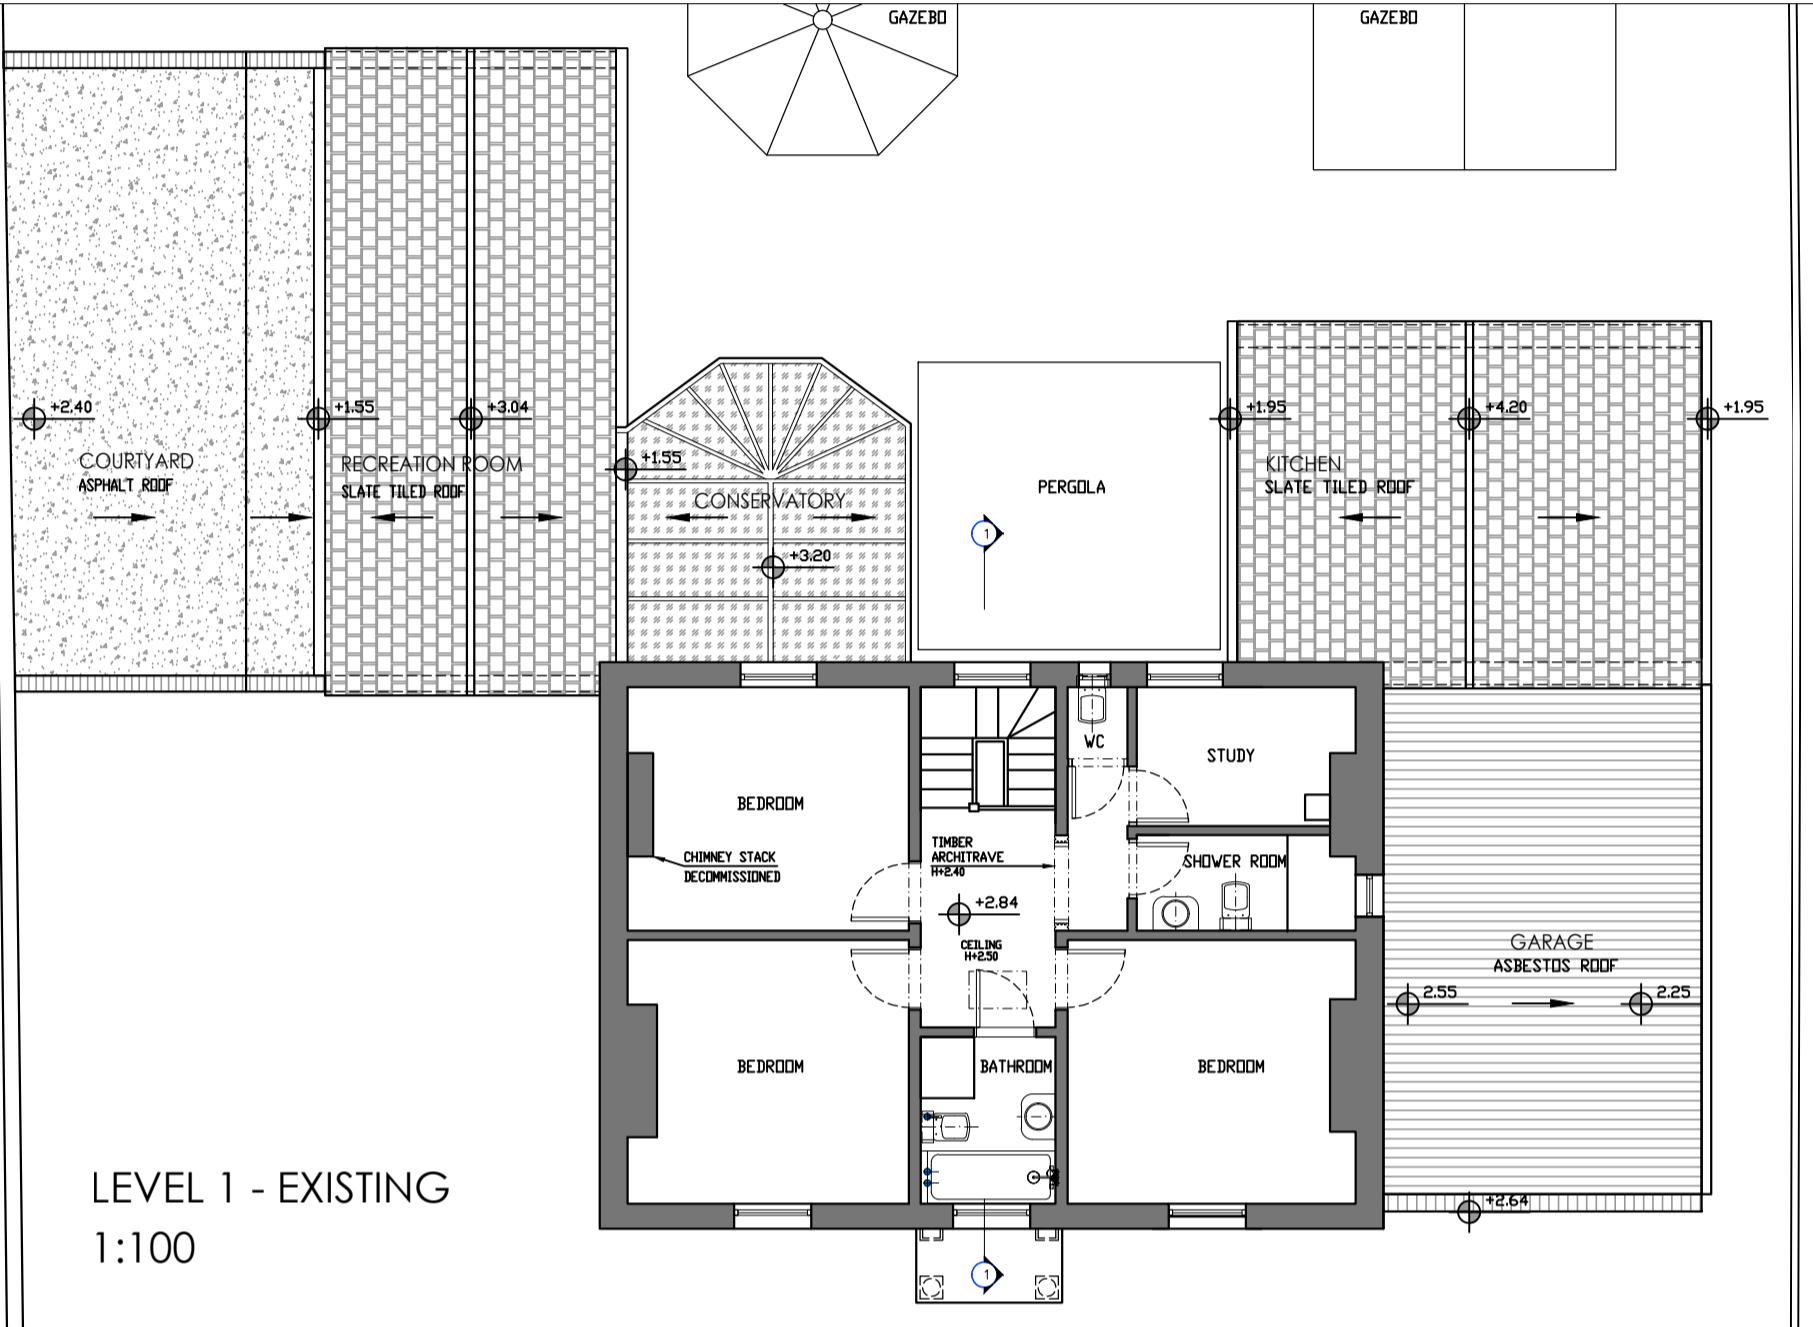 GAZEBO
GAZEBO
+2.40
+1.55
+3.04
+1.95
+4.20
+1.95
COURTYARD
ASPHALT ROOF
RECREATION ROOM
SLATE TILED ROOF
+1.55
CONSERVATORY
+3.20
PERGOLA
1
KITCHEN
SLATE TILED ROOF
WC
STUDY
BEDROOM
CHIMNEY STACK
DECOMMISSIONED
TIMBER
ARCHITRAVE
H+2.40
SHOWER ROOM
+2.84
CEILING
H+2.50
GARAGE
ASBESTOS ROOF
2.55
2.25
BEDROOM
BATHROOM
BEDROOM
+2.64
1
LEVEL 1 - EXISTING
1:100